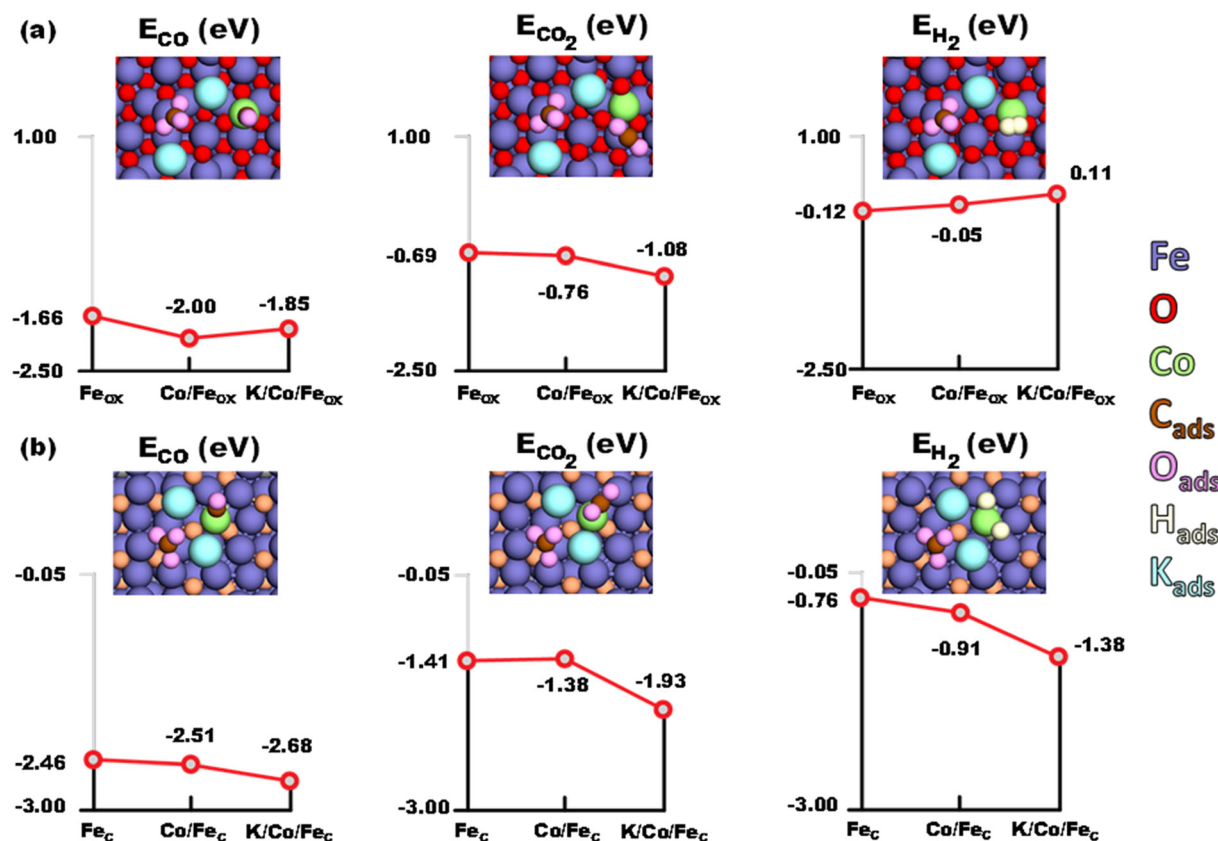 (a) E_CO (eV) E_CO2 (eV) E_H2 (eV)
1.00 1.00 1.00
-1.66 -2.00 -1.85
-2.50
Fe_OX Co/Fe_OX K/Co/Fe_OX
-0.69 -0.76 -1.08
-2.50
Fe_OX Co/Fe_OX K/Co/Fe_OX
-0.12 -0.05 0.11
-2.50
Fe_OX Co/Fe_OX K/Co/Fe_OX
(b) E_CO (eV) E_CO2 (eV) E_H2 (eV)
-0.05 -0.05 -0.05
-2.46 -2.51 -2.68
-3.00
Fe_C Co/Fe_C K/Co/Fe_C
-1.41 -1.38 -1.93
-3.00
Fe_C Co/Fe_C K/Co/Fe_C
-0.76 -0.91 -1.38
-3.00
Fe_C Co/Fe_C K/Co/Fe_C
Fe
O
Co
C_ads
O_ads
H_ads
K_ads